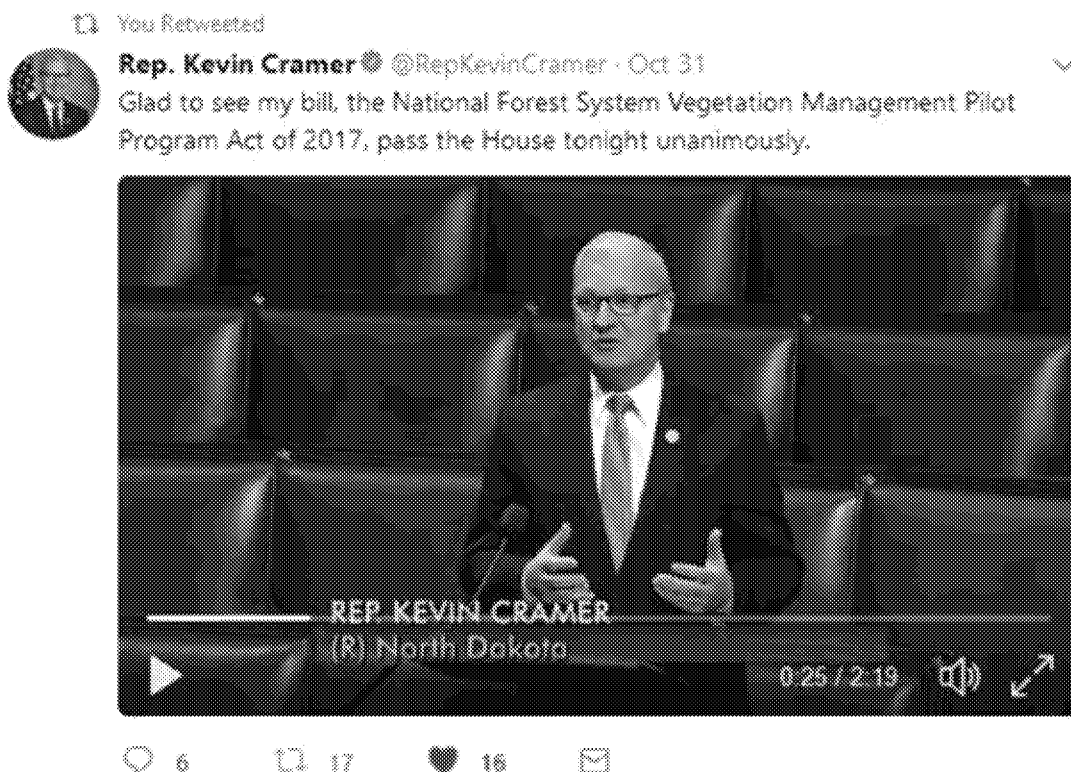 You Retweeted
Rep. Kevin Cramer @RepKevinCramer · Oct 31
Glad to see my bill, the National Forest System Vegetation Management Pilot
Program Act of 2017, pass the House tonight unanimously.
REP. KEVIN CRAMER
(R) North Dakota
0:25 / 2:19
6 17 16